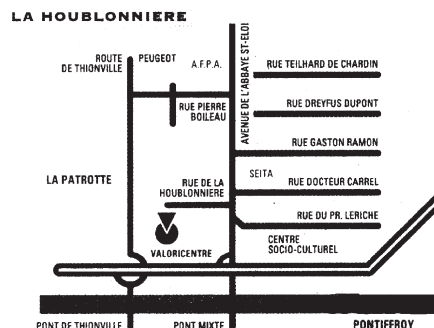 LA HOUBLONNIERE
ROUTE
DE THIONVILLE
PEUGEOT
A.F.P.A.
AVENUE DE L'ABBAYE ST-ELOI
RUE TEILHARD DE CHARDIN
RUE PIERRE
BOILEAU
RUE DREYFUS DUPONT
RUE GASTON RAMON
LA PATROTTE
RUE DE LA
HOUBLONNIERE
SEITA
RUE DOCTEUR CARREL
RUE DU PR. LERICHE
VALORICENTRE
CENTRE
SOCIO-CULTUREL
PONT DE THIONVILLE
PONT MIXTE
PONTIFFROY